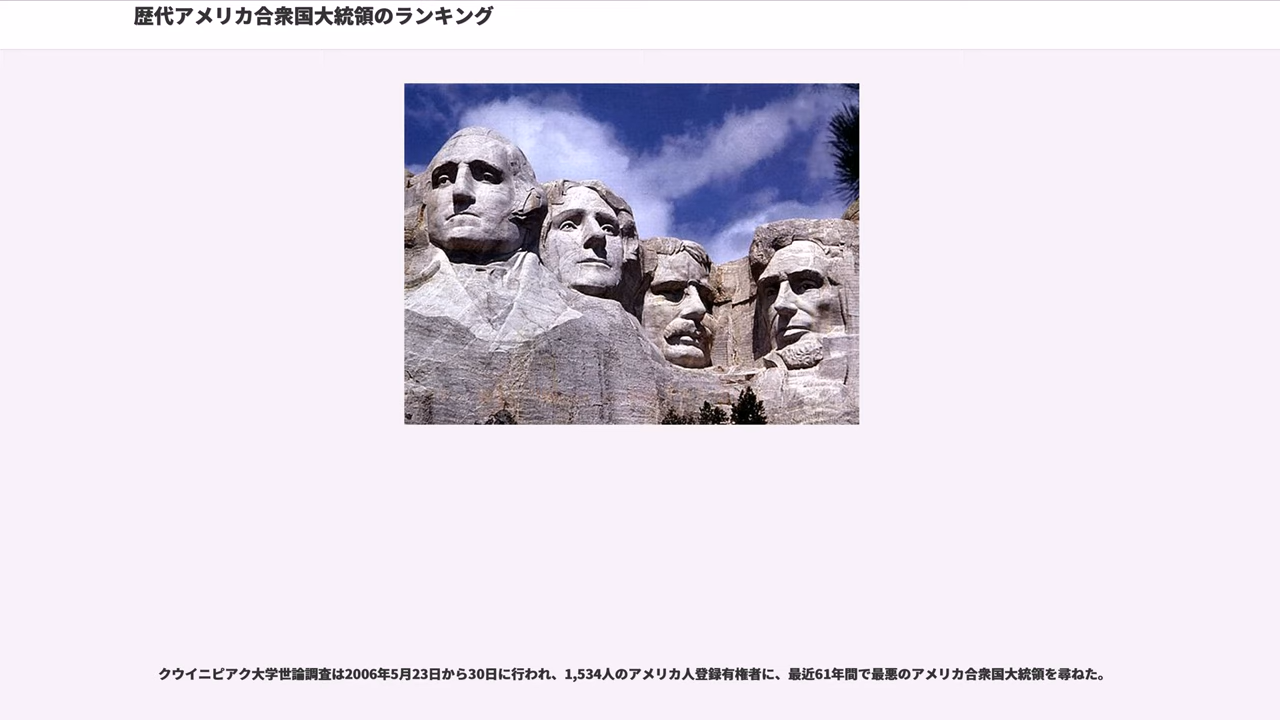 歴代アメリカ合衆国大統領のランキング
クウイニピアク大学世論調査は2006年5月23日から30日に行われ、1,534人のアメリカ人登録有権者に、最近61年間で最悪のアメリカ合衆国大統領を尋ねた。